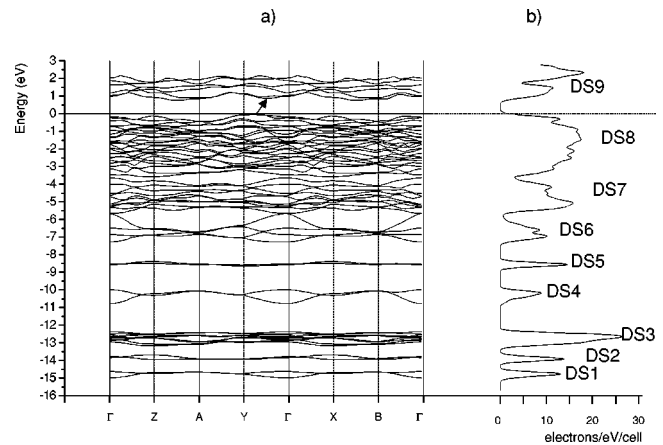 a)
b)
Energy (eV)
3
2
1
0
-1
-2
-3
-4
-5
-6
-7
-8
-9
-10
-11
-12
-13
-14
-15
-16
Γ Z A Y Γ X B Γ
DS9
DS8
DS7
DS6
DS5
DS4
DS3
DS2
DS1
0 10 20 30
electrons/eV/cell